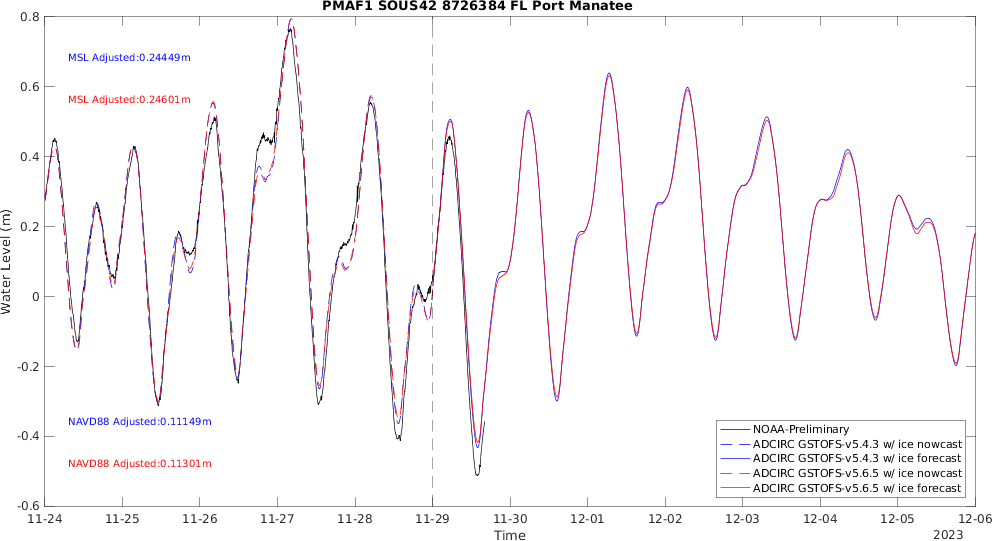 PMAF1 SOUS42 8726384 FL Port Manatee
0.8
0.6
0.4
0.2
0
-0.2
-0.4
-0.6
Water Level (m)
MSL Adjusted:0.24449m
MSL Adjusted:0.24601m
NAVD88 Adjusted:0.11149m
NAVD88 Adjusted:0.11301m
NOAA-Preliminary
ADCIRC GSTOFS-v5.4.3 w/ ice nowcast
ADCIRC GSTOFS-v5.4.3 w/ ice forecast
ADCIRC GSTOFS-v5.6.5 w/ ice nowcast
ADCIRC GSTOFS-v5.6.5 w/ ice forecast
11-24 11-25 11-26 11-27 11-28 11-29 11-30 12-01 12-02 12-03 12-04 12-05 12-06
Time
2023